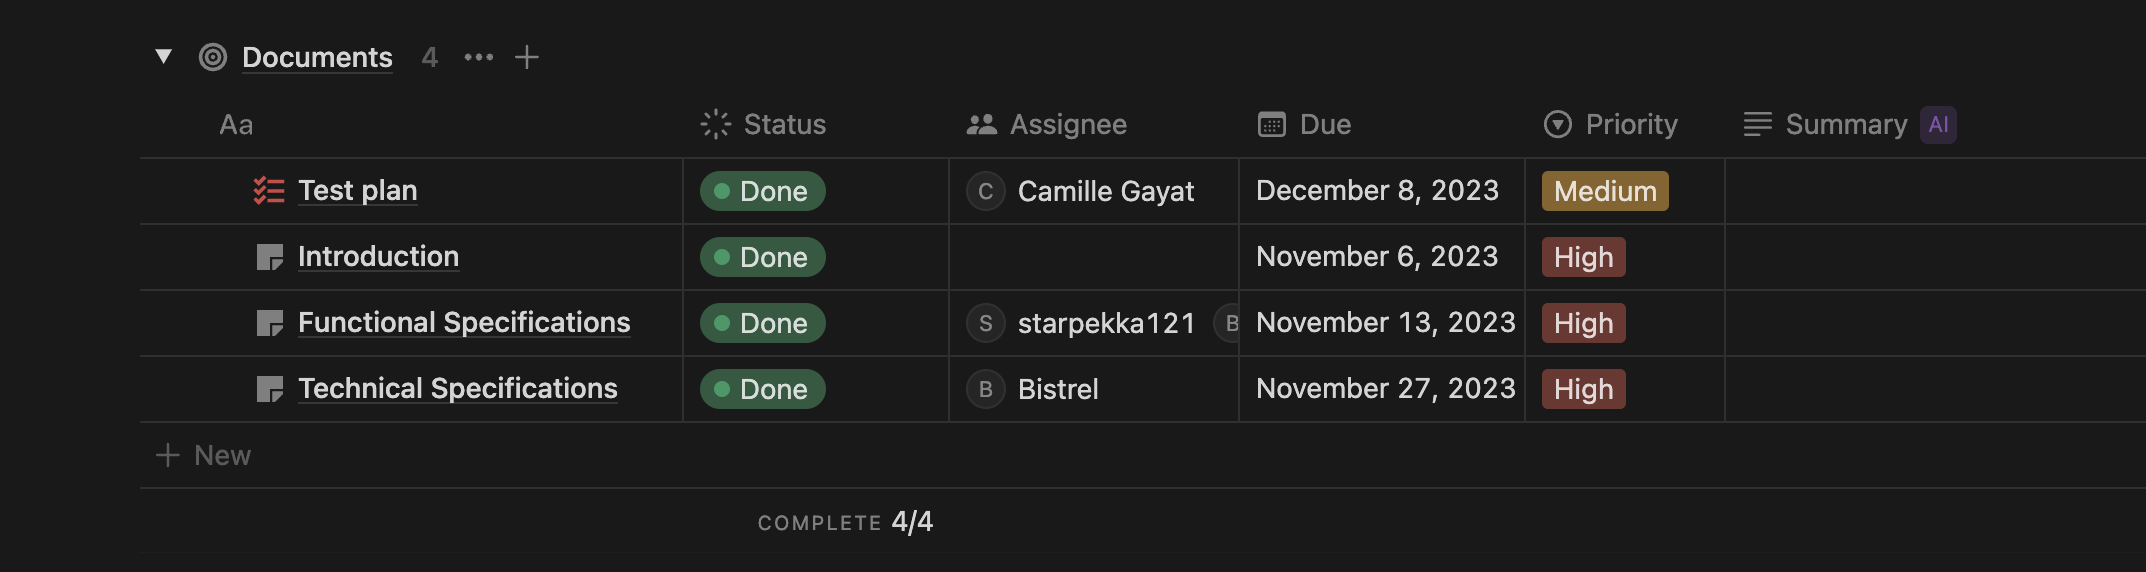 Documents 4
Aa Status Assignee Due Priority Summary AI
Test plan Done C Camille Gayat December 8, 2023 Medium
Introduction Done November 6, 2023 High
Functional Specifications Done S starpekka121 B November 13, 2023 High
Technical Specifications Done B Bistrel November 27, 2023 High
New
COMPLETE 4/4